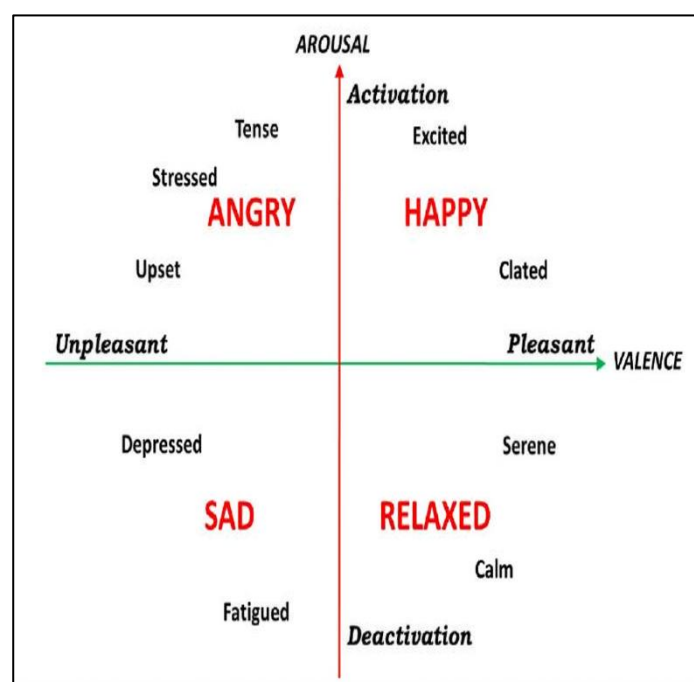 AROUSAL
Activation
Tense
Excited
Stressed
ANGRY
HAPPY
Upset
Clated
Unpleasant
Pleasant
VALENCE
Depressed
Serene
SAD
RELAXED
Calm
Fatigued
Deactivation